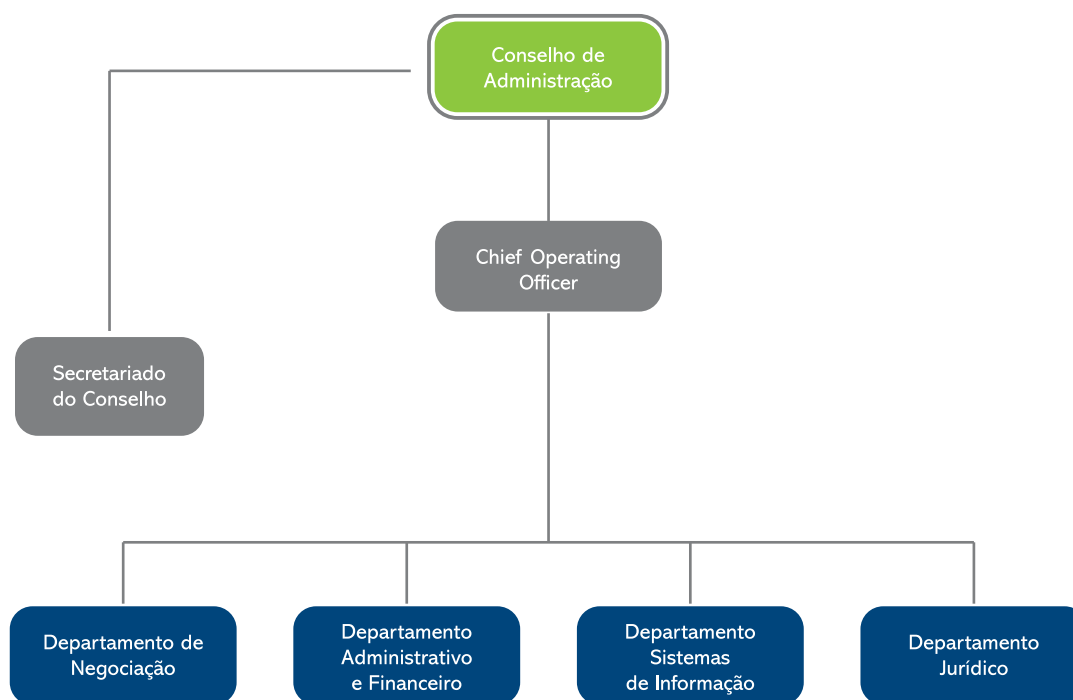 Conselho de
Administração
Chief Operating
Officer
Secretariado
do Conselho
Departamento de
Negociação
Departamento
Administrativo
e Financeiro
Departamento
Sistemas
de Informação
Departamento
Jurídico